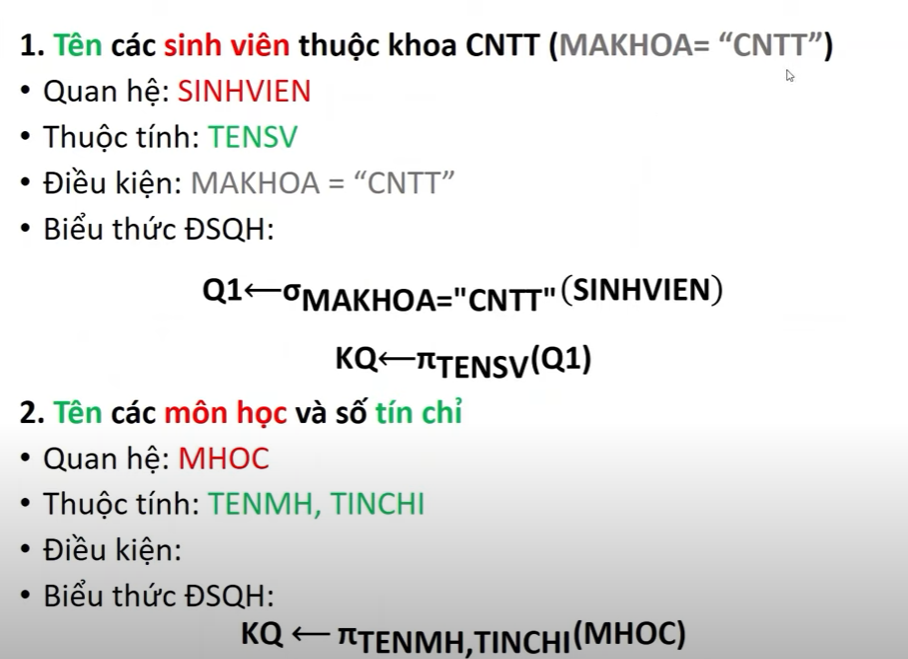 1. Tên các sinh viên thuộc khoa CNTT (MAKHOA= “CNTT”)
• Quan hệ: SINHVIEN
• Thuộc tính: TENSV
• Điều kiện: MAKHOA = “CNTT”
• Biểu thức ĐSQH:
Q1⟵σMAKHOA="CNTT"(SINHVIEN)
KQ⟵πTENSV(Q1)
2. Tên các môn học và số tín chỉ
• Quan hệ: MHOC
• Thuộc tính: TENMH, TINCHI
• Điều kiện:
• Biểu thức ĐSQH:
KQ ⟵ πTENMH,TINCHI(MHOC)